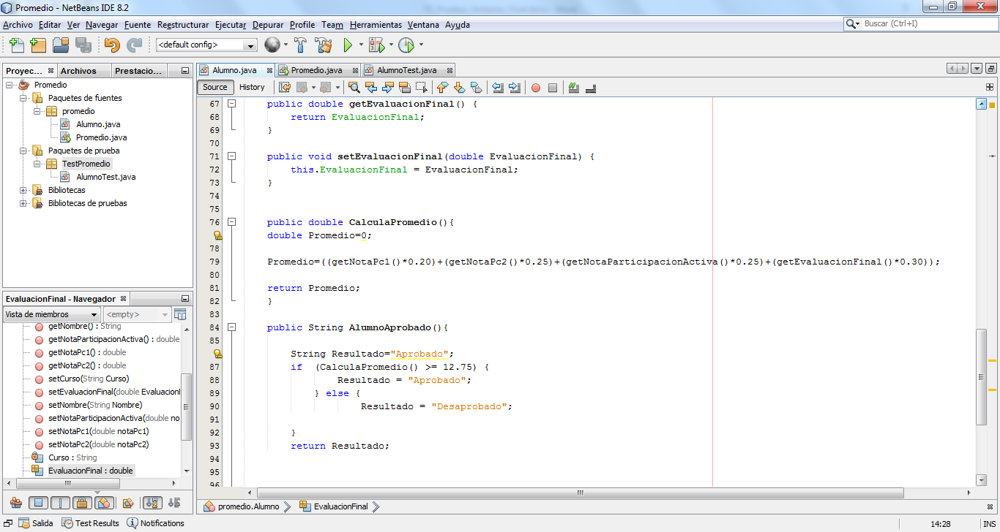 Promedio - NetBeans IDE 8.2
Archivo Editar Ver Navegar Fuente Reestructurar Ejecutar Depurar Profile Team Herramientas Ventana Ayuda
Buscar (Ctrl+I)
<default config>
Proyec... Archivos Prestacio...
Promedio
Paquetes de fuentes
promedio
Alumno.java
Promedio.java
Paquetes de prueba
TestPromedio
AlumnoTest.java
Bibliotecas
Bibliotecas de pruebas
EvaluacionFinal - Navegador
Vista de miembros <empty>
getNombre() : String
getNotaParticipacionActiva() : double
getNotaPc1() : double
getNotaPc2() : double
setCurso(String Curso)
setEvaluacionFinal(double EvaluacionF
setNombre(String Nombre)
setNotaParticipacionActiva(double no
setNotaPc1(double notaPc1)
setNotaPc2(double notaPc2)
Curso : String
EvaluacionFinal : double
Alumno.java Promedio.java AlumnoTest.java
Source History
67 public double getEvaluacionFinal() {
68 return EvaluacionFinal;
69 }
70
71 public void setEvaluacionFinal(double EvaluacionFinal) {
72 this.EvaluacionFinal = EvaluacionFinal;
73 }
74
75
76 public double CalculaPromedio(){
double Promedio=0;
78
79 Promedio=((getNotaPc1()*0.20)+(getNotaPc2()*0.25)+(getNotaParticipacionActiva()*0.25)+(getEvaluacionFinal()*0.30));
80
81 return Promedio;
82 }
83
84 public String AlumnoAprobado(){
85
String Resultado="Aprobado";
87 if (CalculaPromedio() >= 12.75) {
88 Resultado = "Aprobado";
89 } else {
90 Resultado = "Desaprobado";
91
92 }
93 return Resultado;
94
95
96
promedio.Alumno EvaluacionFinal
Salida Test Results Notifications
14:28 INS